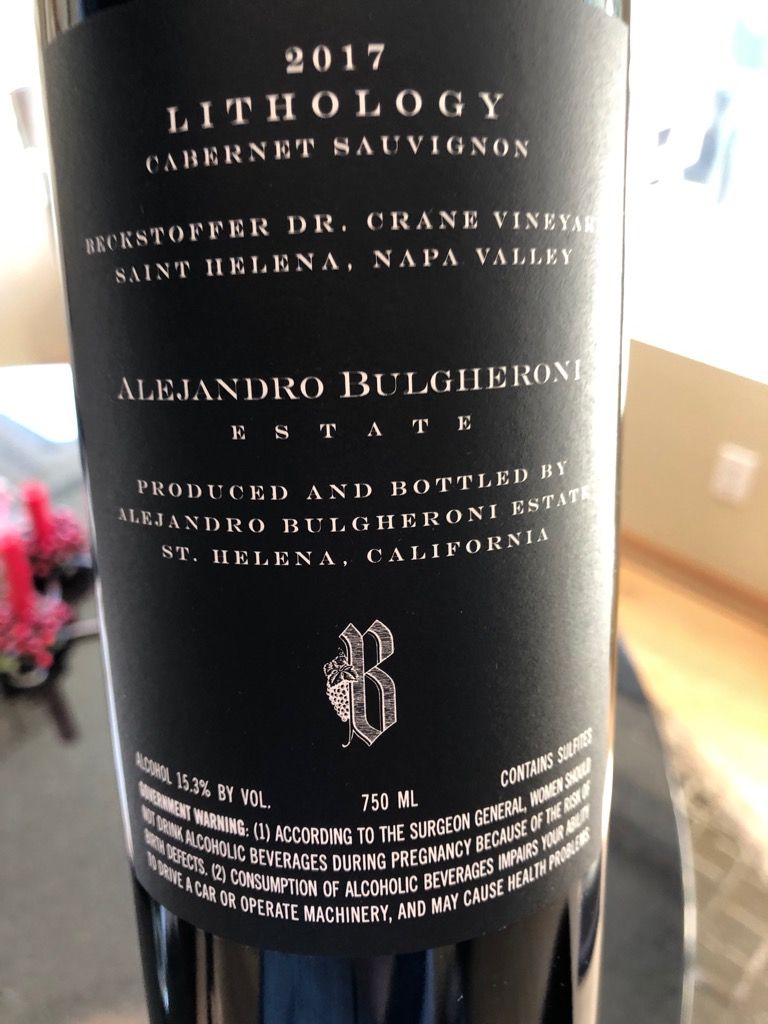 2017
LITHOLOGY
CABERNET SAUVIGNON
BECKSTOFFER DR. CRANE VINEYAR
SAINT HELENA, NAPA VALLEY
ALEJANDRO BULGHERONI
ESTATE
PRODUCED AND BOTTLED BY
ALEJANDRO BULGHERONI ESTATE
ST. HELENA, CALIFORNIA
B
ALCOHOL 15.3% BY VOL. 750 ML CONTAINS SULFITES
GOVERNMENT WARNING: (1) ACCORDING TO THE SURGEON GENERAL, WOMEN SHOULD
NOT DRINK ALCOHOLIC BEVERAGES DURING PREGNANCY BECAUSE OF THE RISK OF
BIRTH DEFECTS. (2) CONSUMPTION OF ALCOHOLIC BEVERAGES IMPAIRS YOUR ABILITY
TO DRIVE A CAR OR OPERATE MACHINERY, AND MAY CAUSE HEALTH PROBLEMS.